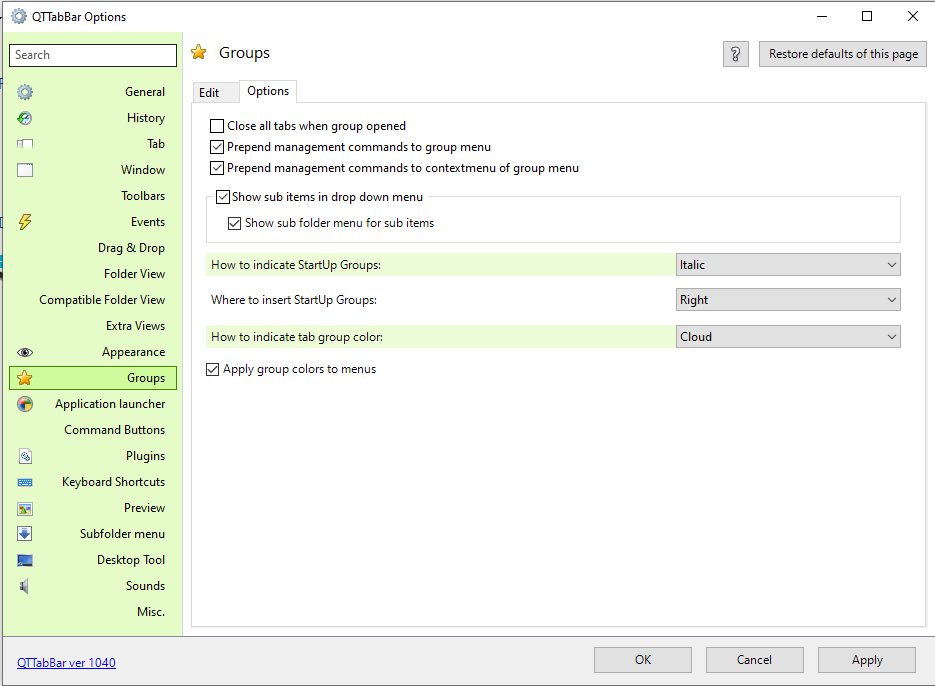 QTTabBar Options
Search
General
History
Tab
Window
Toolbars
Events
Drag & Drop
Folder View
Compatible Folder View
Extra Views
Appearance
Groups
Application launcher
Command Buttons
Plugins
Keyboard Shortcuts
Preview
Subfolder menu
Desktop Tool
Sounds
Misc.
Groups
? Restore defaults of this page
Edit Options
Close all tabs when group opened
Prepend management commands to group menu
Prepend management commands to contextmenu of group menu
Show sub items in drop down menu
Show sub folder menu for sub items
How to indicate StartUp Groups: Italic
Where to insert StartUp Groups: Right
How to indicate tab group color: Cloud
Apply group colors to menus
QTTabBar ver 1040
OK Cancel Apply